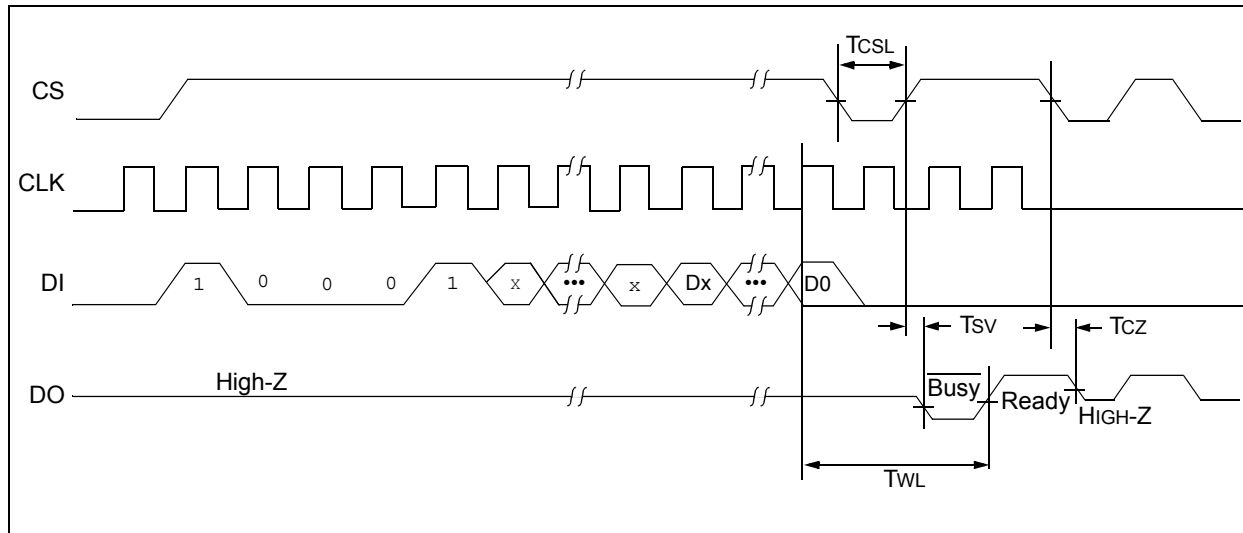 TCSL
CS
CLK
DI 1 0 0 0 1 x ••• x Dx ••• D0
TSV TCZ
High-Z
DO Busy Ready HIGH-Z
TWL